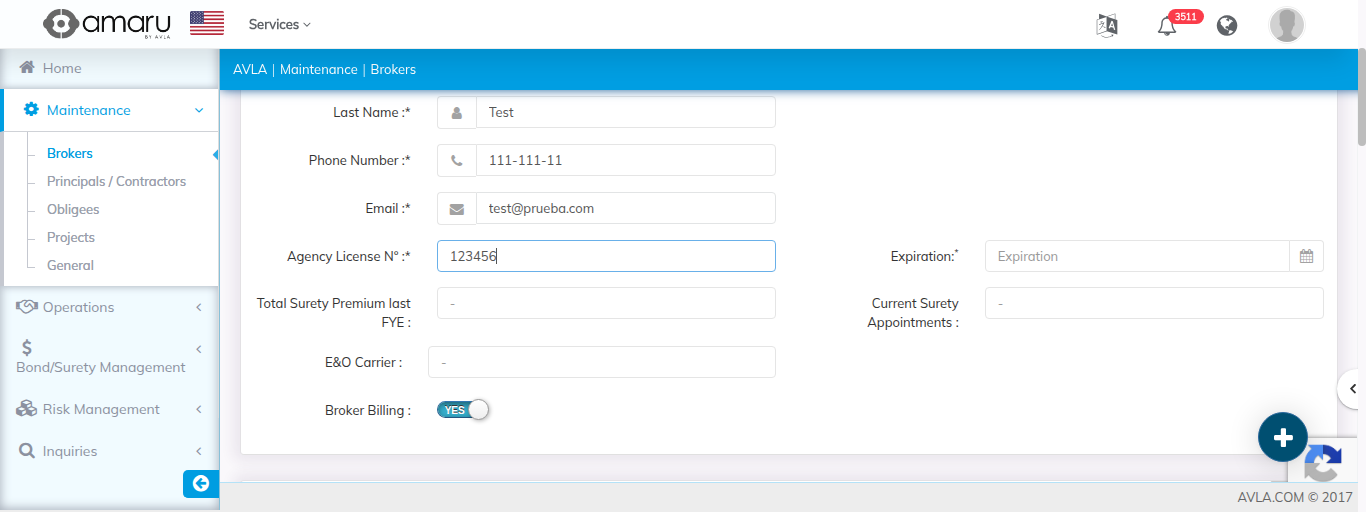 amaru
BY AVLA
Services
3511
Home
Maintenance
Brokers
Principals / Contractors
Obligees
Projects
General
Operations
Bond/Surety Management
Risk Management
Inquiries
AVLA | Maintenance | Brokers
Last Name :* Test
Phone Number :* 111-111-11
Email :* test@prueba.com
Agency License N° :* 123456 Expiration:* Expiration
Total Surety Premium last
FYE : -
Current Surety
Appointments : -
E&O Carrier : -
Broker Billing : YES
AVLA.COM © 2017